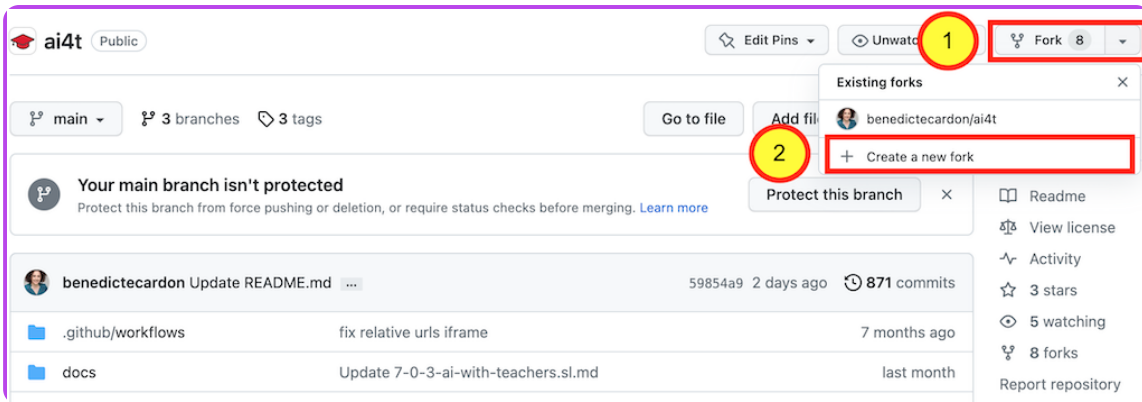 ai4t Public
Edit Pins
Unwatc
1
Fork 8
Existing forks
benedictecardon/ai4t
2
Create a new fork
main
3 branches
3 tags
Go to file
Add fil
Your main branch isn't protected
Protect this branch from force pushing or deletion, or require status checks before merging. Learn more
Protect this branch
Readme
View license
Activity
3 stars
5 watching
8 forks
Report repository
benedictecardon Update README.md ...
59854a9 2 days ago 871 commits
.github/workflows fix relative urls iframe 7 months ago
docs Update 7-0-3-ai-with-teachers.sl.md last month